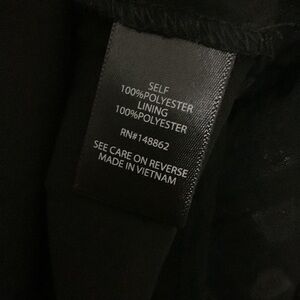 SELF
100%POLYESTER
LINING
100%POLYESTER
RN#148862
SEE CARE ON REVERSE
MADE IN VIETNAM